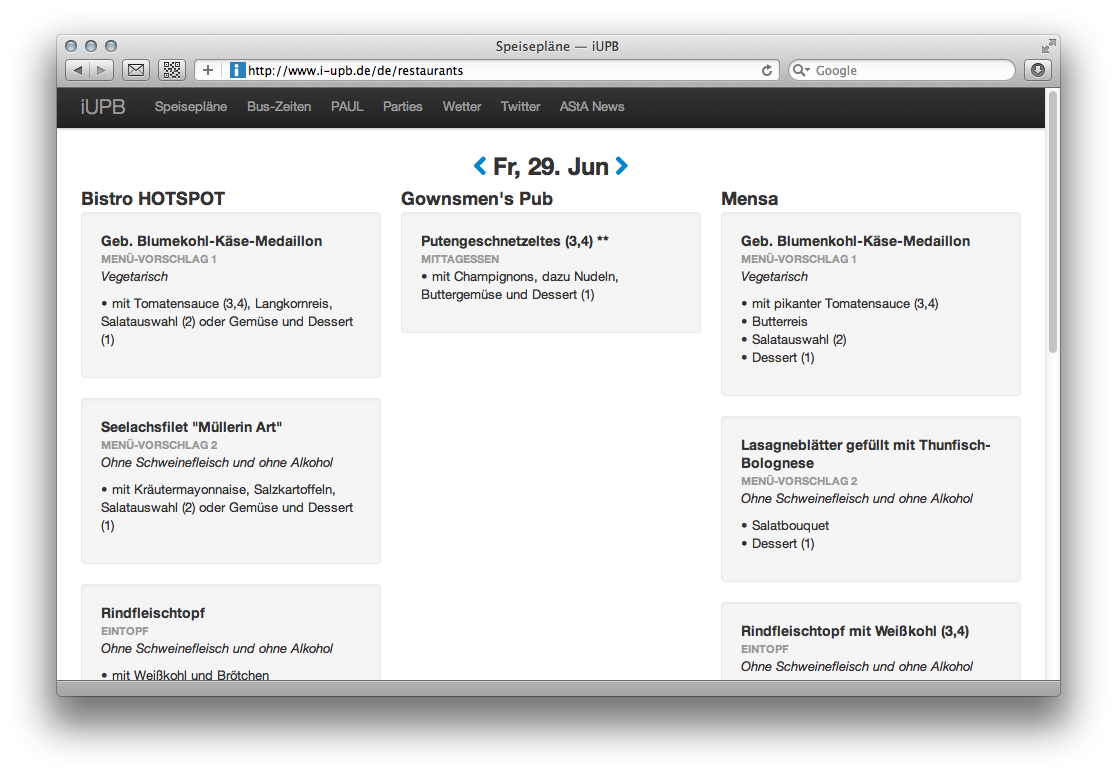 Speisepläne — iUPB
http://www.i-upb.de/de/restaurants
Google
iUPB Speisepläne Bus-Zeiten PAUL Parties Wetter Twitter AStA News
Fr, 29. Jun
Bistro HOTSPOT
Geb. Blumekohl-Käse-Medaillon
MENÜ-VORSCHLAG 1
Vegetarisch
• mit Tomatensauce (3,4), Langkornreis,
Salatauswahl (2) oder Gemüse und Dessert
(1)
Seelachsfilet "Müllerin Art"
MENÜ-VORSCHLAG 2
Ohne Schweinefleisch und ohne Alkohol
• mit Kräutermayonnaise, Salzkartoffeln,
Salatauswahl (2) oder Gemüse und Dessert
(1)
Rindfleischtopf
EINTOPF
Ohne Schweinefleisch und ohne Alkohol
• mit Weißkohl und Brötchen
Gownsmen's Pub
Putengeschnetzeltes (3,4) **
MITTAGESSEN
• mit Champignons, dazu Nudeln,
Buttergemüse und Dessert (1)
Mensa
Geb. Blumenkohl-Käse-Medaillon
MENÜ-VORSCHLAG 1
Vegetarisch
• mit pikanter Tomatensauce (3,4)
• Butterreis
• Salatauswahl (2)
• Dessert (1)
Lasagneblätter gefüllt mit Thunfisch-
Bolognese
MENÜ-VORSCHLAG 2
Ohne Schweinefleisch und ohne Alkohol
• Salatbouquet
• Dessert (1)
Rindfleischtopf mit Weißkohl (3,4)
EINTOPF
Ohne Schweinefleisch und ohne Alkohol